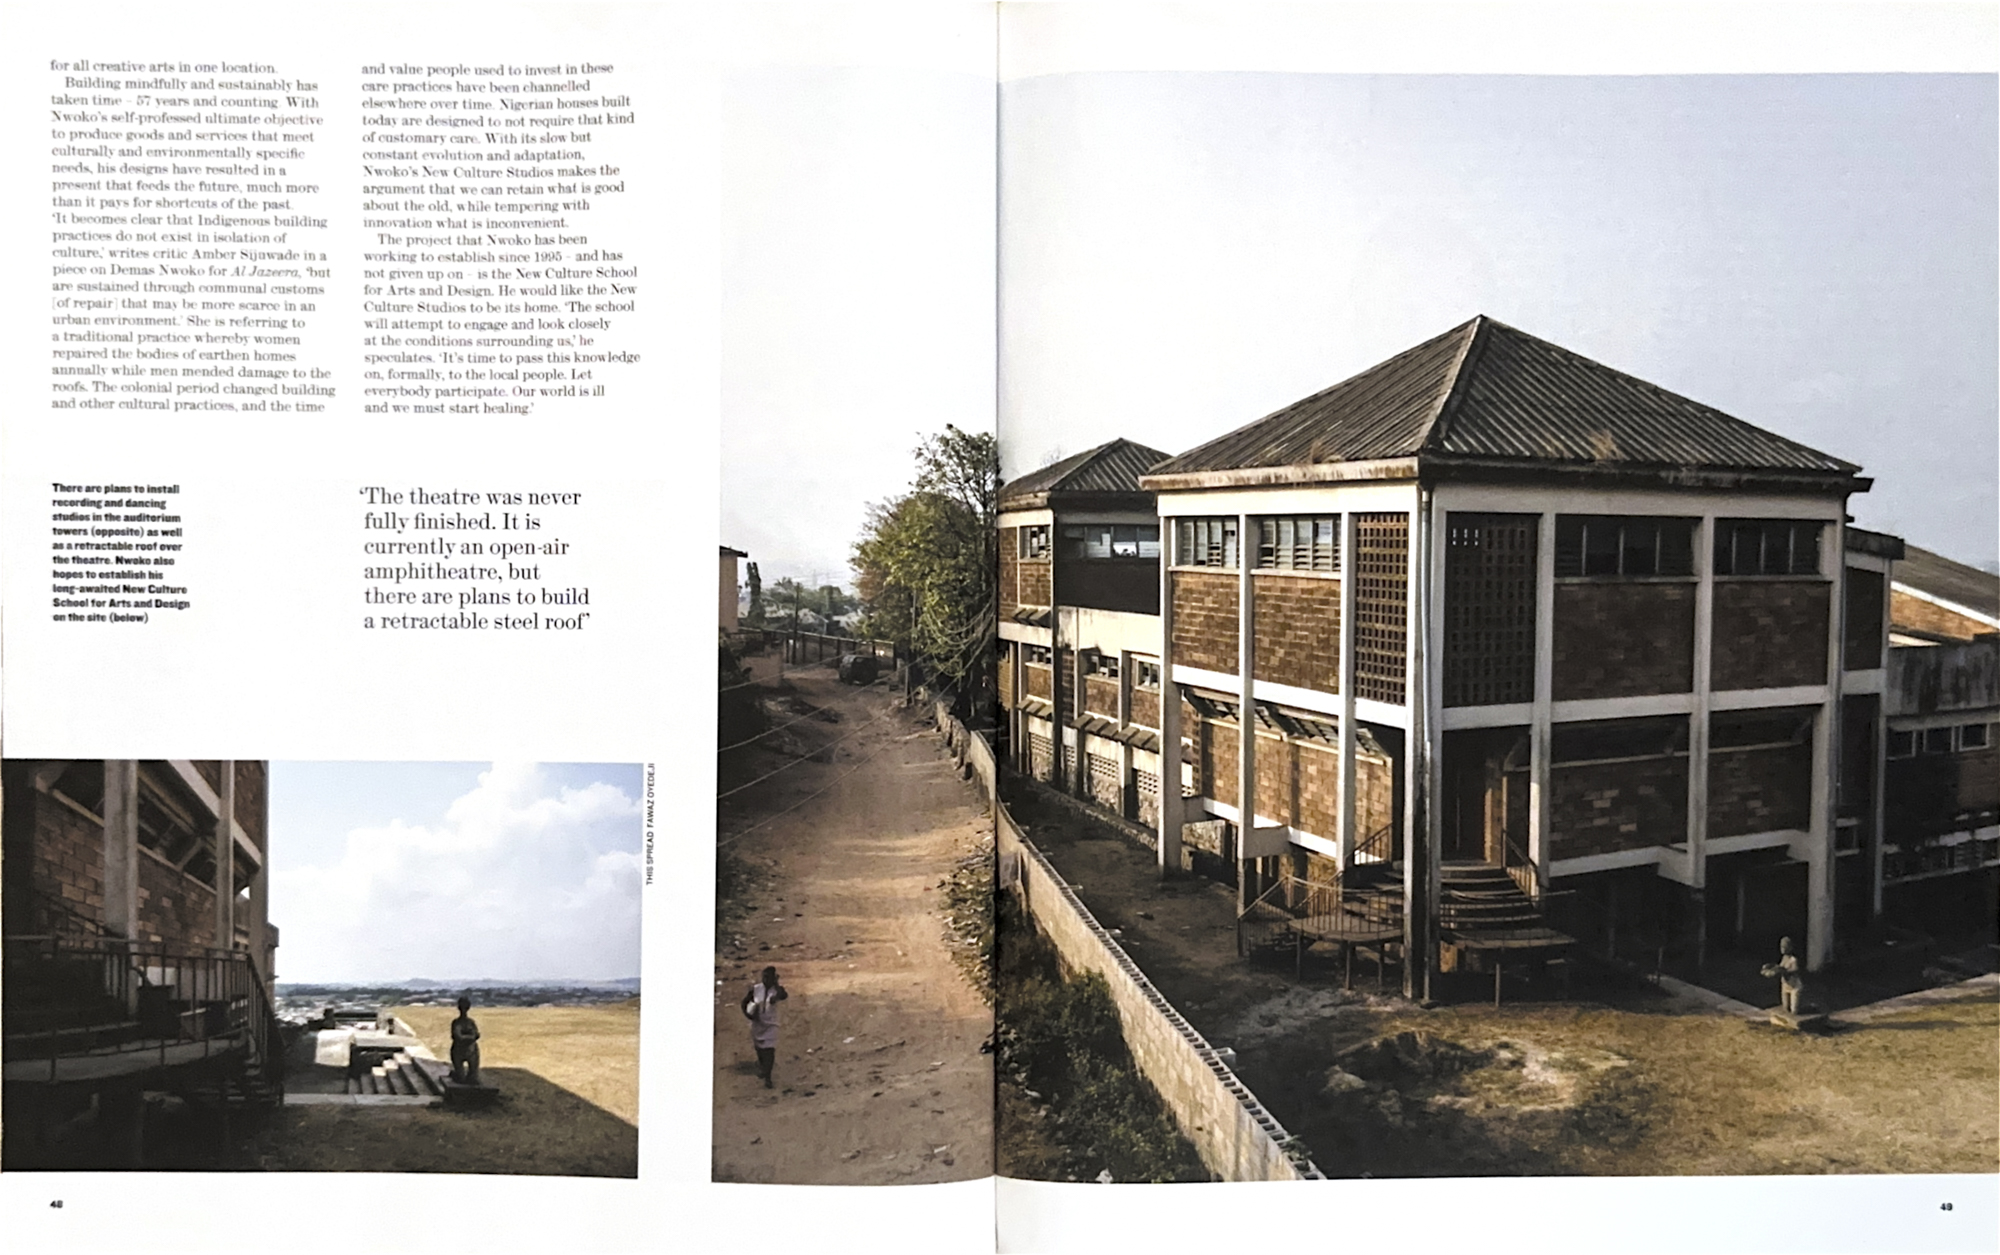 for all creative arts in one location.
Building mindfully and sustainably has
taken time – 57 years and counting. With
Nwoko's self-professed ultimate objective
to produce goods and services that meet
culturally and environmentally specific
needs, his designs have resulted in a
present that feeds the future, much more
than it pays for shortcuts of the past.
'It becomes clear that Indigenous building
practices do not exist in isolation of
culture,' writes critic Amber Sijuwade in a
piece on Demas Nwoko for Al Jazeera, 'but
are sustained through communal customs
[of repair] that may be more scarce in an
urban environment.' She is referring to
a traditional practice whereby women
repaired the bodies of earthen homes
annually while men mended damage to the
roofs. The colonial period changed building
and other cultural practices, and the time
and value people used to invest in these
care practices have been channelled
elsewhere over time. Nigerian houses built
today are designed to not require that kind
of customary care. With its slow but
constant evolution and adaptation,
Nwoko's New Culture Studios makes the
argument that we can retain what is good
about the old, while tempering with
innovation what is inconvenient.
The project that Nwoko has been
working to establish since 1995 – and has
not given up on – is the New Culture School
for Arts and Design. He would like the New
Culture Studios to be its home. 'The school
will attempt to engage and look closely
at the conditions surrounding us,' he
speculates. 'It's time to pass this knowledge
on, formally, to the local people. Let
everybody participate. Our world is ill
and we must start healing.'
There are plans to install
recording and dancing
studios in the auditorium
towers (opposite) as well
as a retractable roof over
the theatre. Nwoko also
hopes to establish his
long-awaited New Culture
School for Arts and Design
on the site (below)
'The theatre was never
fully finished. It is
currently an open-air
amphitheatre, but
there are plans to build
a retractable steel roof'
THIS SPREAD FAWAZ OYEDEJI
48
49